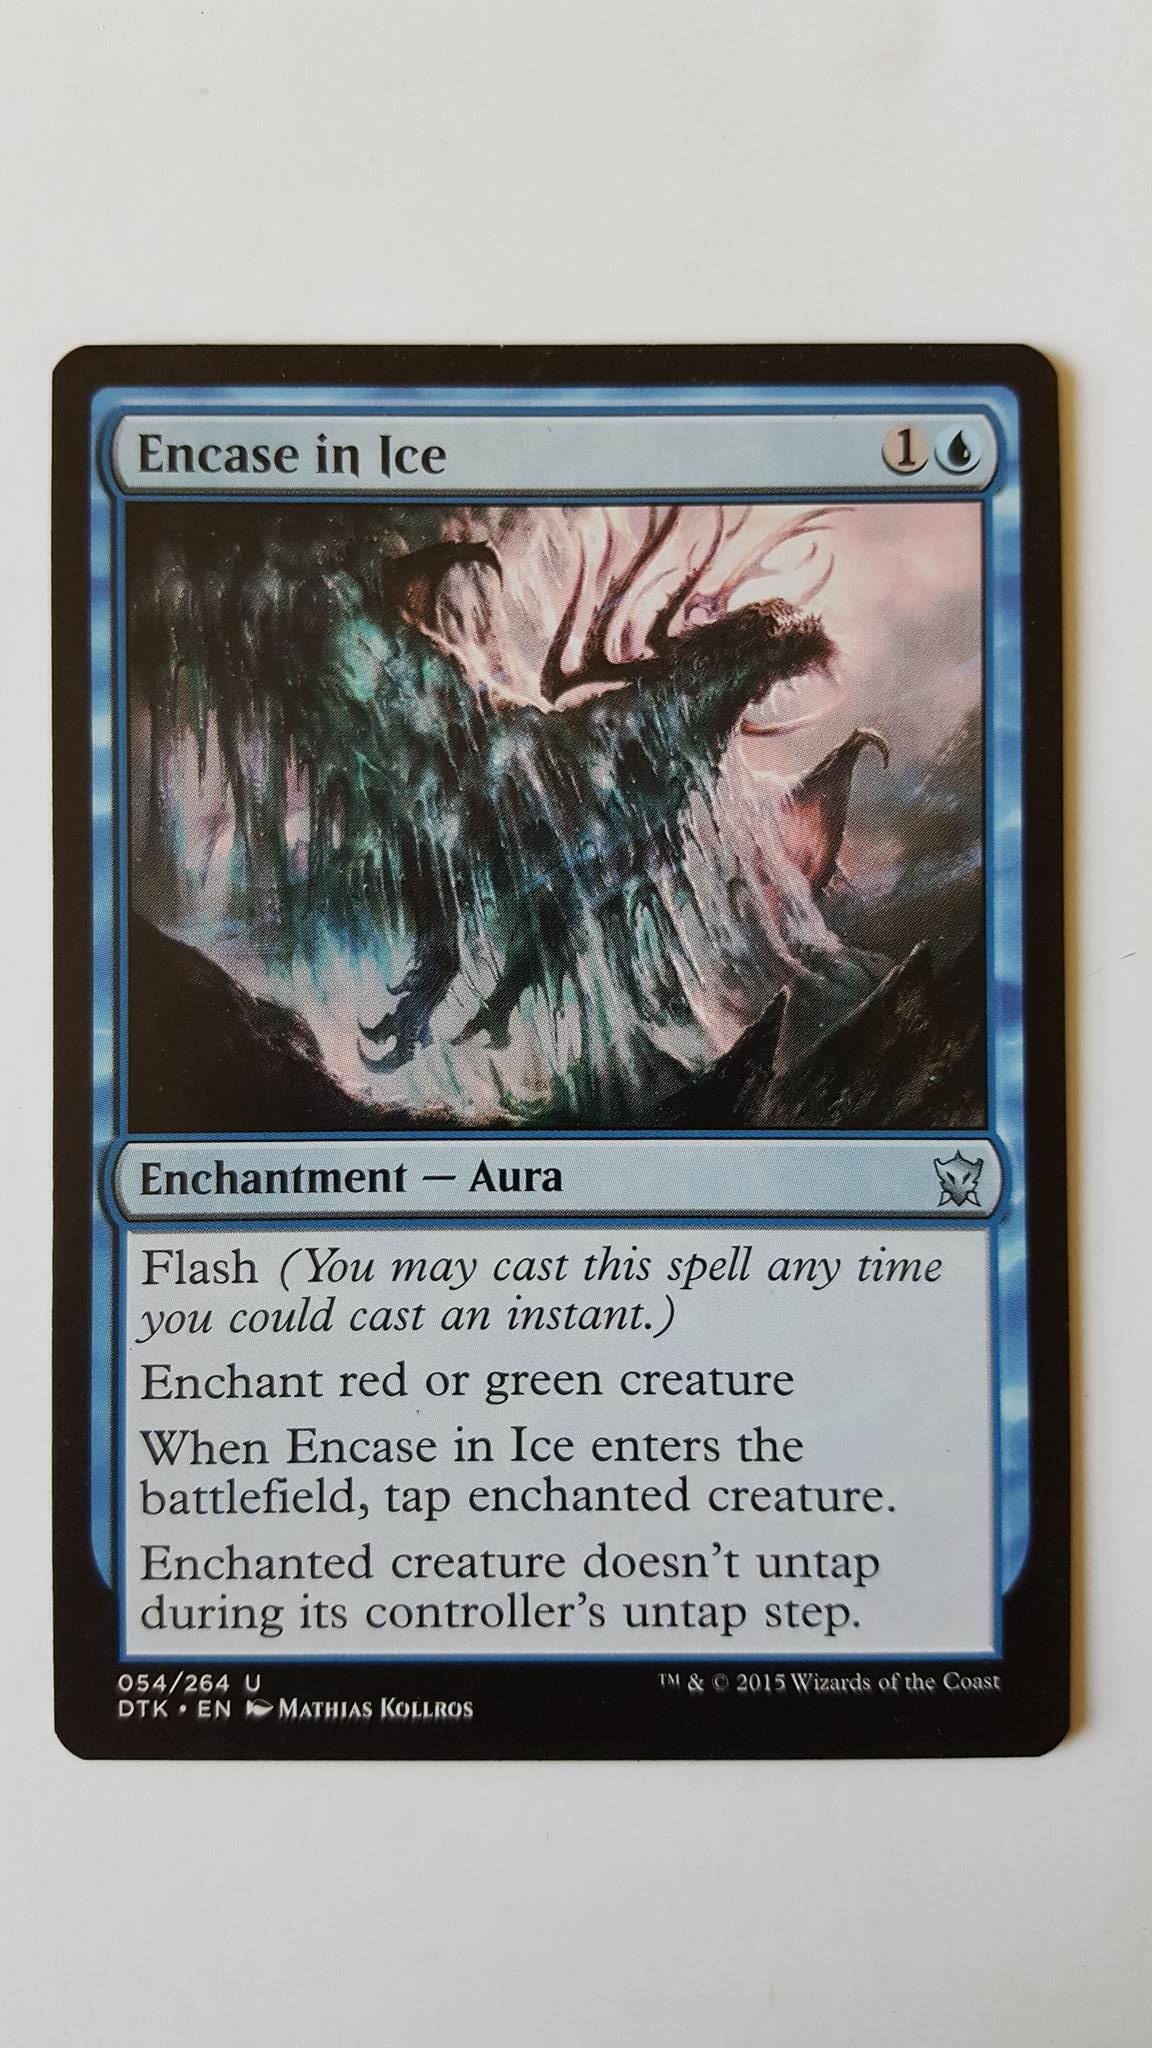 Encase in Ice 1
Enchantment — Aura
Flash (You may cast this spell any time
you could cast an instant.)
Enchant red or green creature
When Encase in Ice enters the
battlefield, tap enchanted creature.
Enchanted creature doesn't untap
during its controller's untap step.
054/264 U ™ & © 2015 Wizards of the Coast
DTK • EN Mathias Kollros